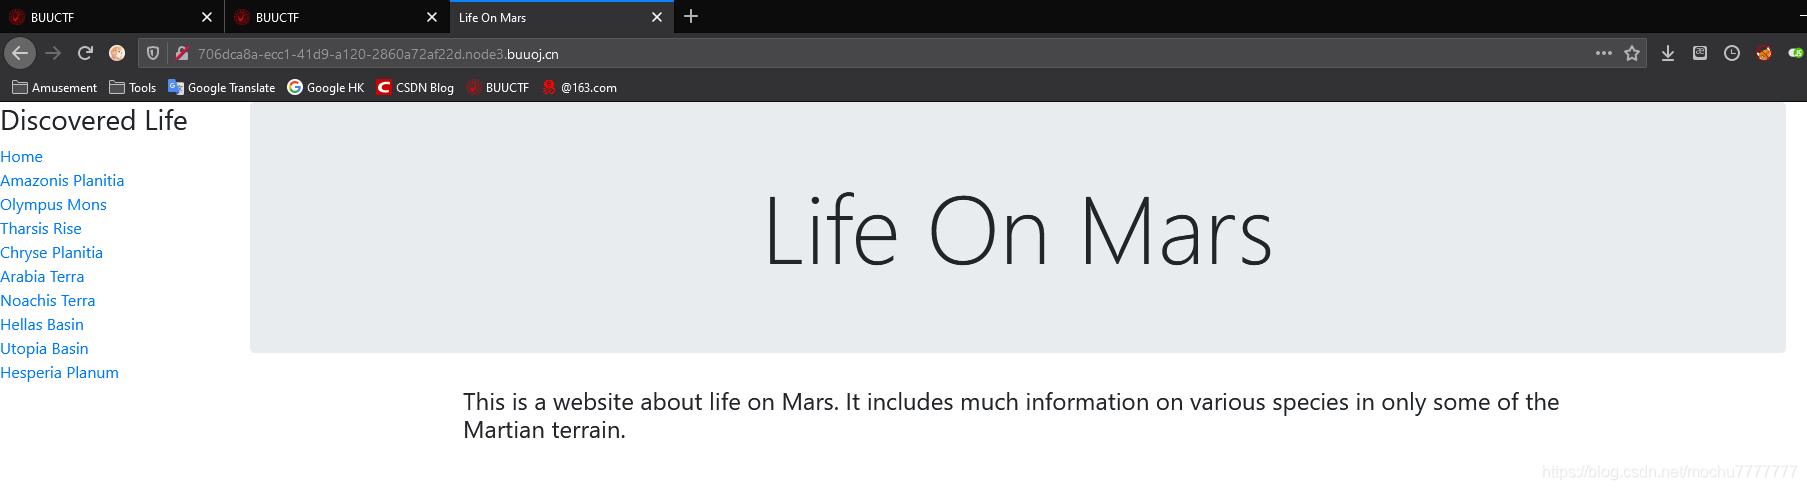 BUUCTF
BUUCTF
Life On Mars
706dca8a-ecc1-41d9-a120-2860a72af22d.node3.buuoj.cn
Amusement Tools Google Translate Google HK CSDN Blog BUUCTF @163.com
Discovered Life
Home
Amazonis Planitia
Olympus Mons
Tharsis Rise
Chryse Planitia
Arabia Terra
Noachis Terra
Hellas Basin
Utopia Basin
Hesperia Planum
Life On Mars
This is a website about life on Mars. It includes much information on various species in only some of the
Martian terrain.
https://blog.csdn.net/mochu7777777